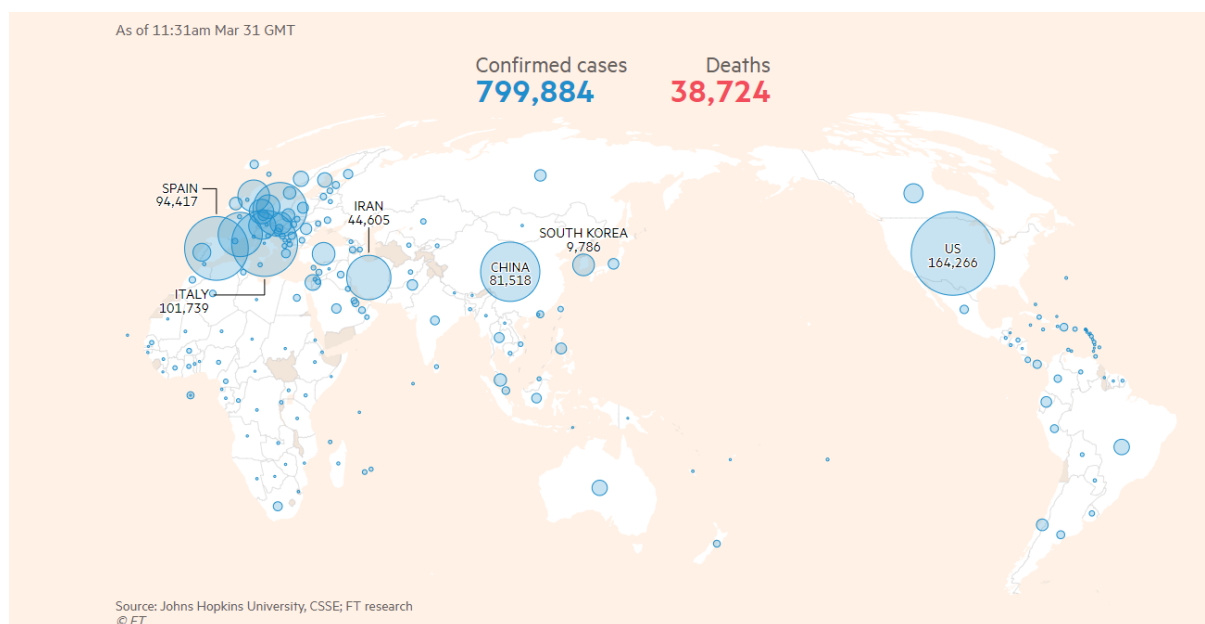 As of 11:31am Mar 31 GMT
Confirmed cases
799,884
Deaths
38,724
SPAIN
94,417
IRAN
44,605
SOUTH KOREA
9,786
CHINA
81,518
US
164,266
ITALY
101,739
Source: Johns Hopkins University, CSSE; FT research
© FT